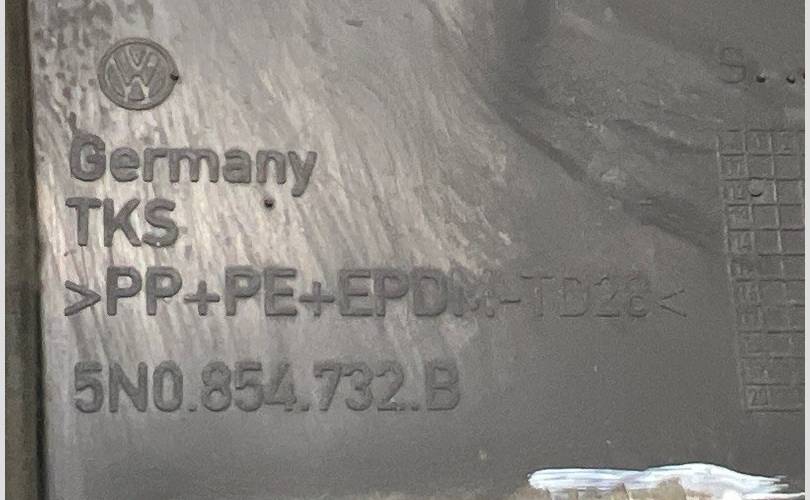 Germany
TKS
>PP+PE+EPDM-TD28<
5N0.854.732.B